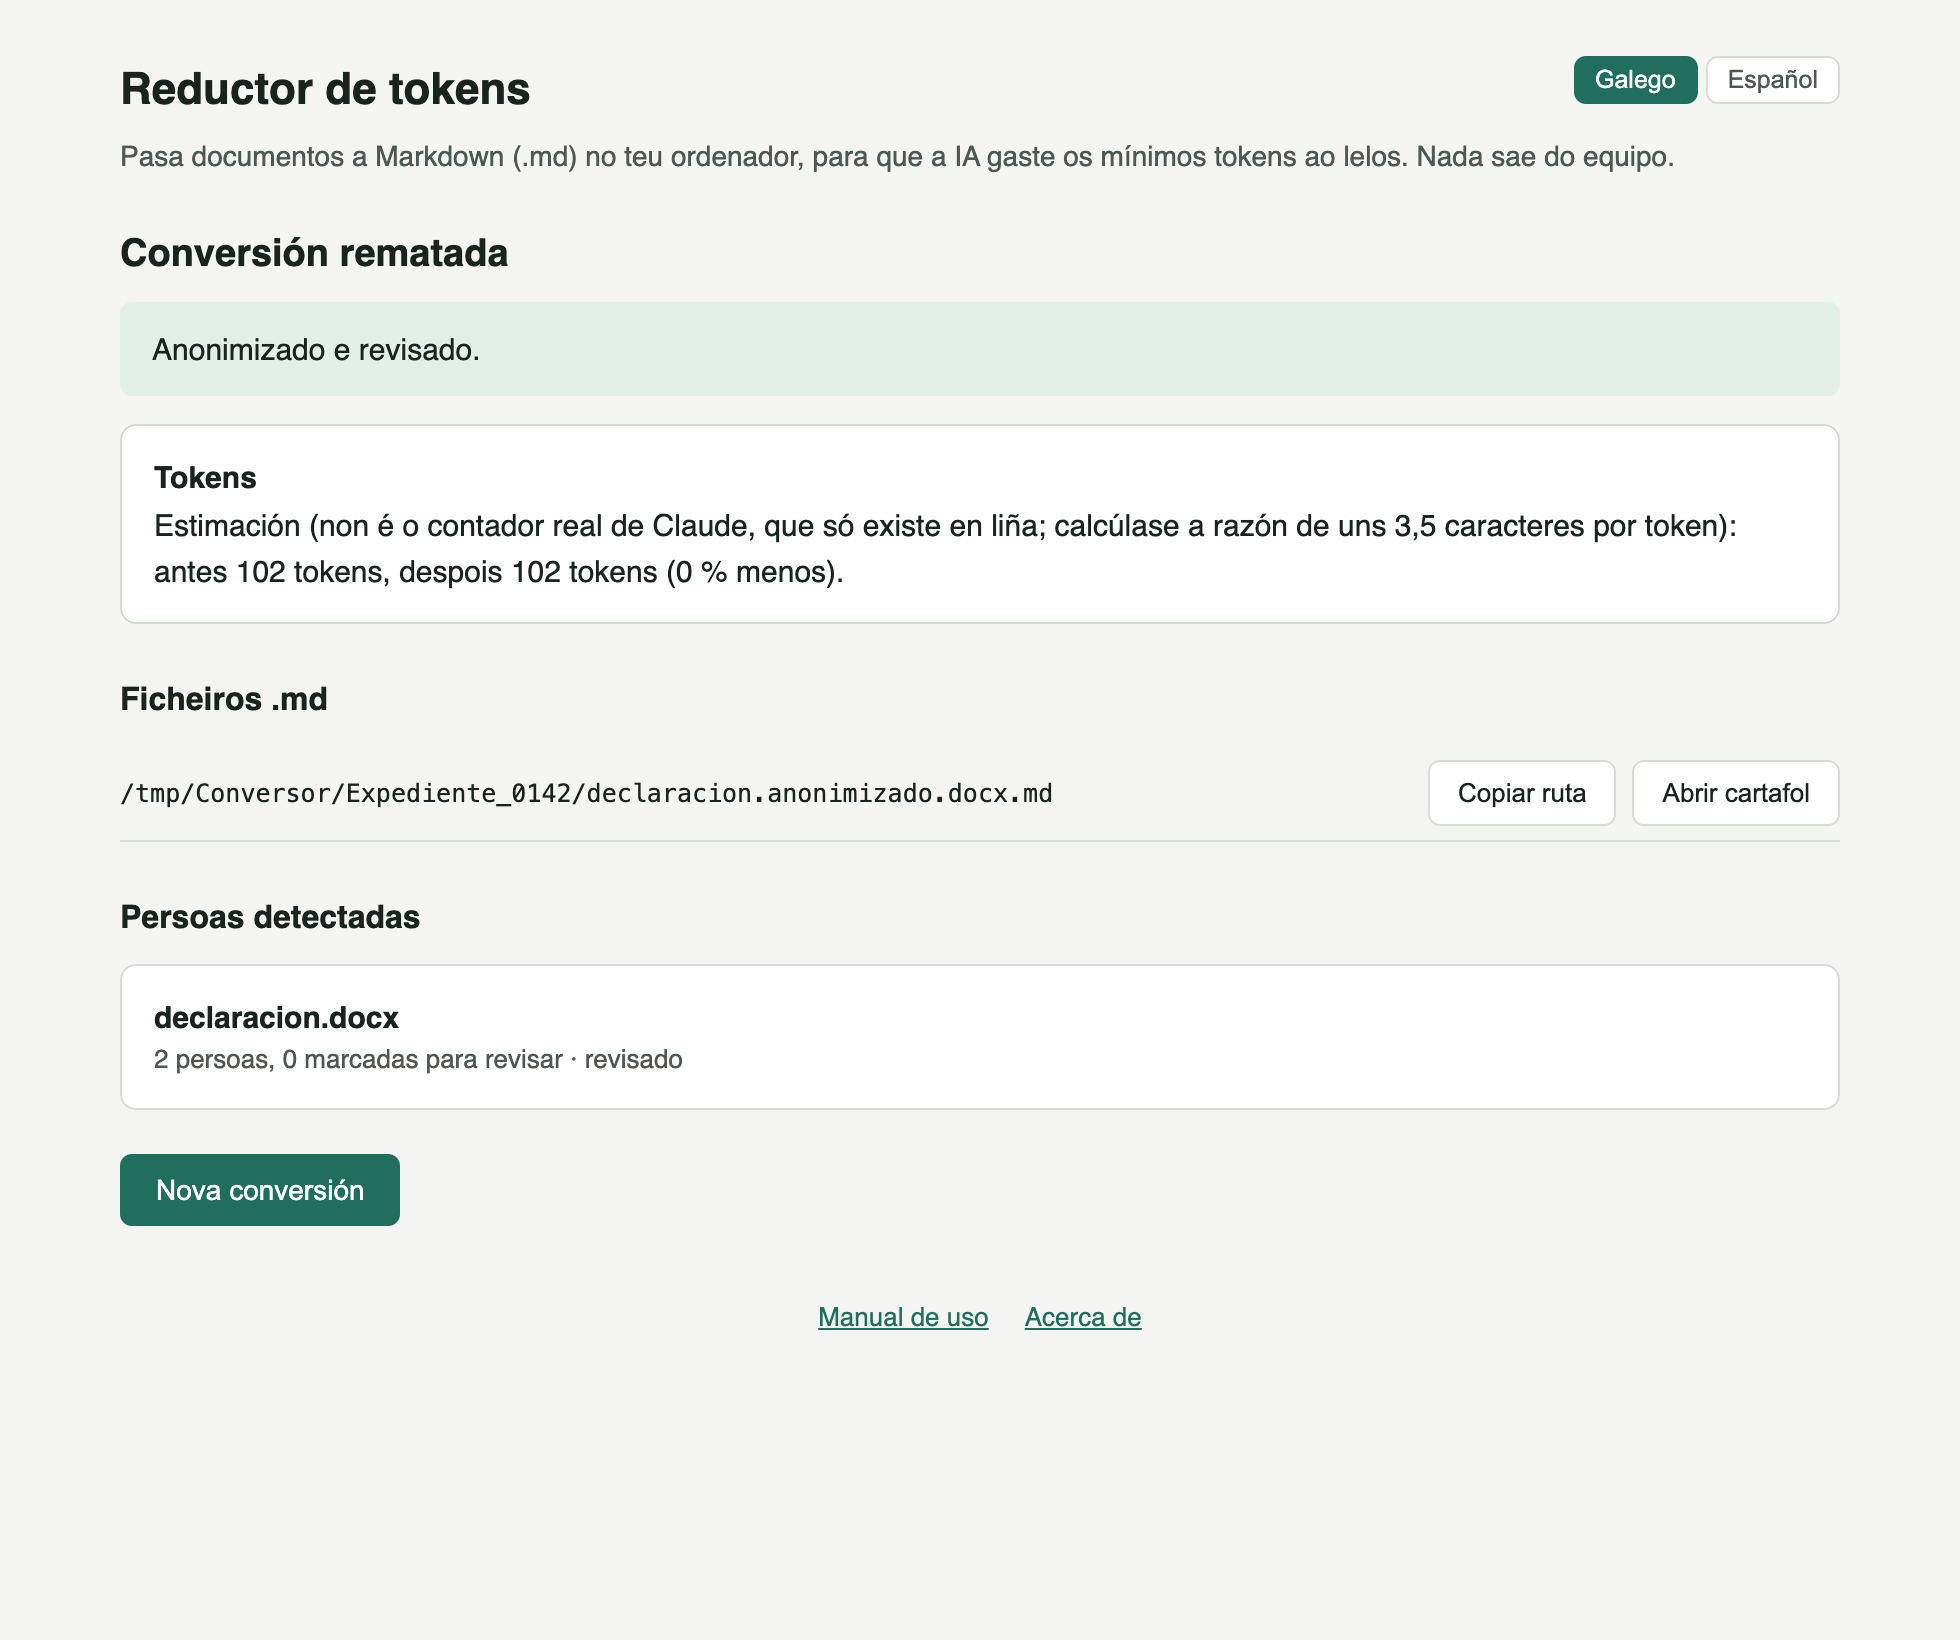 Reductor de tokens
Galego
Español
Pasa documentos a Markdown (.md) no teu ordenador, para que a IA gaste os mínimos tokens ao lelos. Nada sae do equipo.
Conversión rematada
Anonimizado e revisado.
Tokens
Estimación (non é o contador real de Claude, que só existe en liña; calcúlase a razón de uns 3,5 caracteres por token):
antes 102 tokens, despois 102 tokens (0 % menos).
Ficheiros .md
/tmp/Conversor/Expediente_0142/declaracion.anonimizado.docx.md
Copiar ruta
Abrir cartafol
Persoas detectadas
declaracion.docx
2 persoas, 0 marcadas para revisar · revisado
Nova conversión
Manual de uso
Acerca de